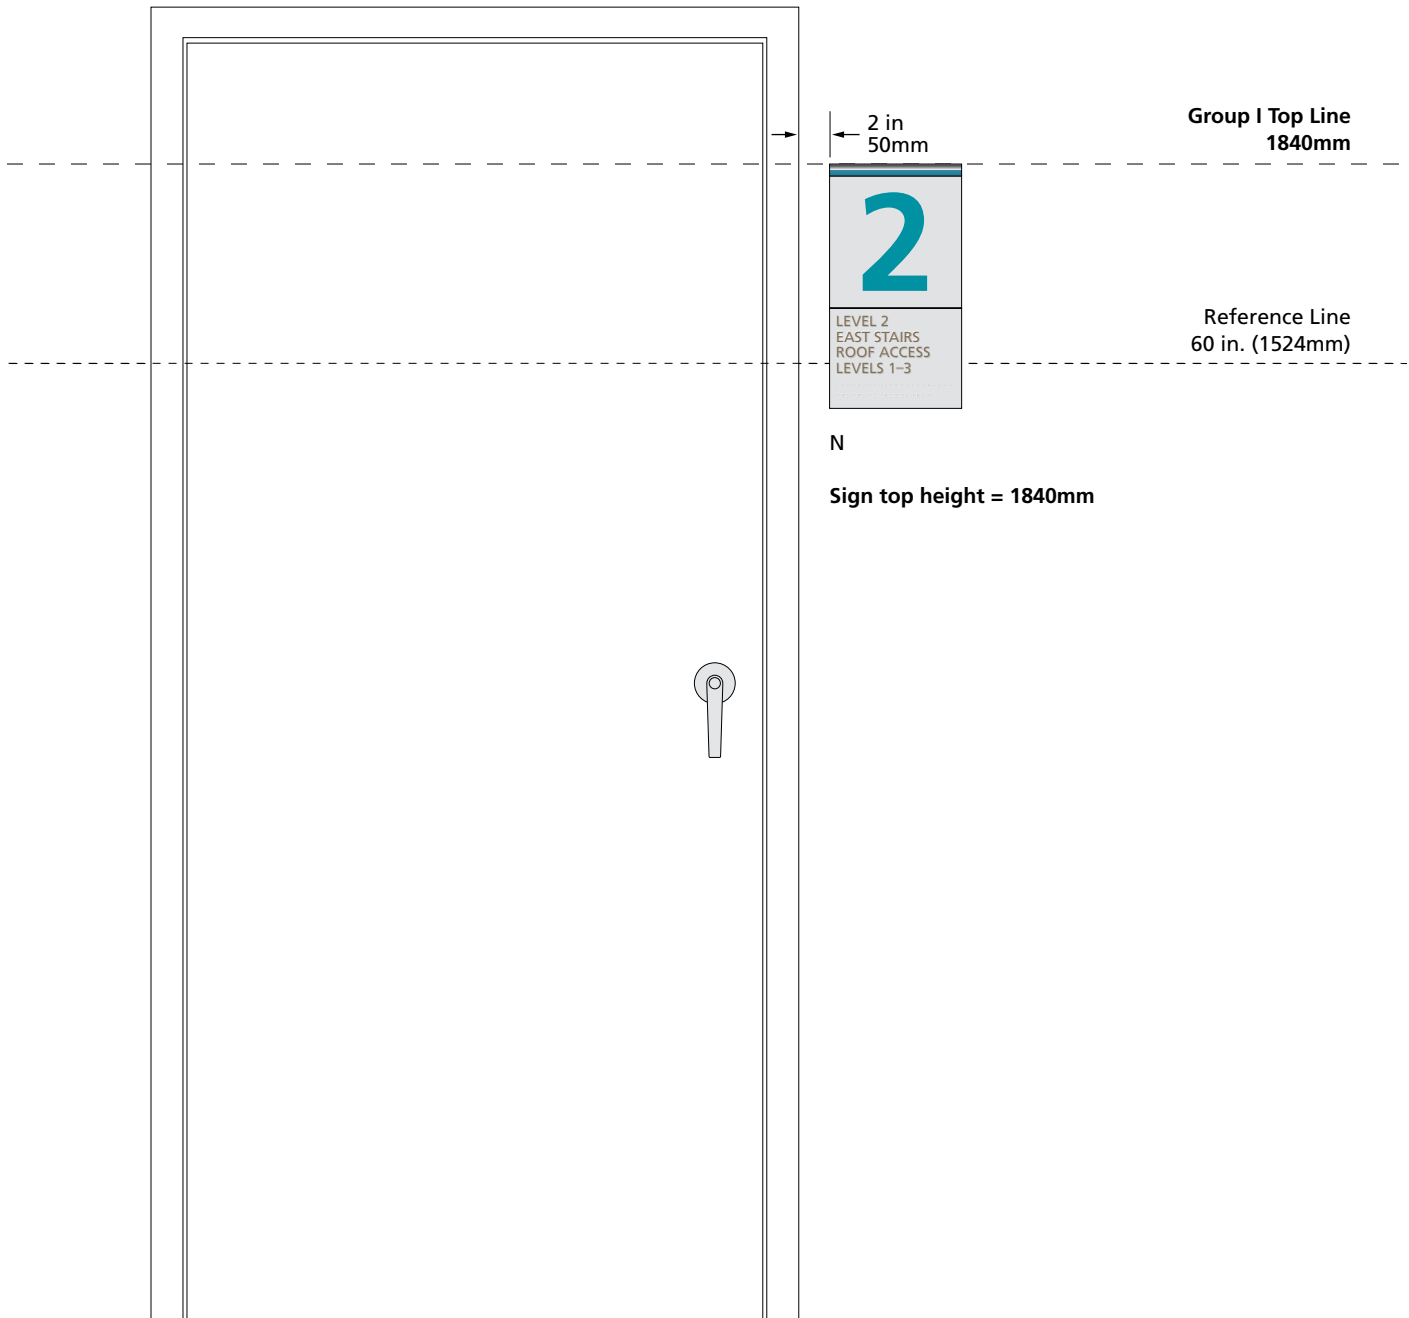 2 in
50mm
Group I Top Line
1840mm
2
LEVEL 2
EAST STAIRS
ROOF ACCESS
LEVELS 1–3
Reference Line
60 in. (1524mm)
N
Sign top height = 1840mm